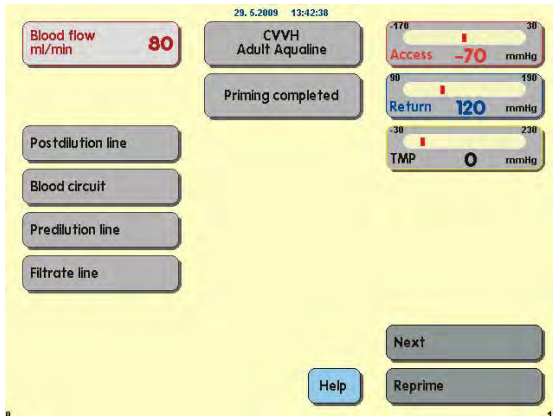 29. 5.2009 13:42:38
Blood flow
ml/min 80
CVVH
Adult Aqualine
-170 30
Access -70 mmHg
Priming completed
90 190
Return 120 mmHg
-30 230
TMP 0 mmHg
Postdilution line
Blood circuit
Predilution line
Filtrate line
Next
Help
Reprime